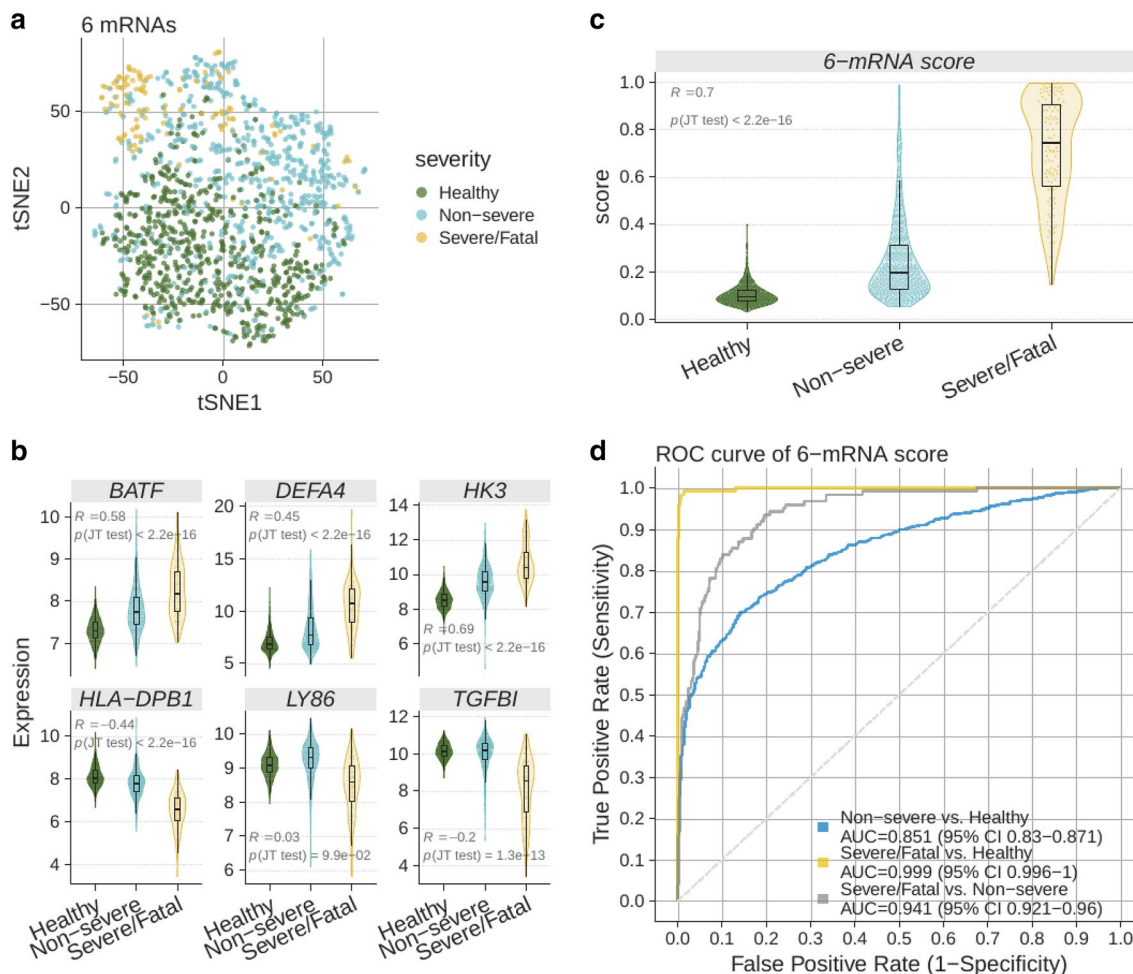 a
6 mRNAs
tSNE2
50
0
−50
−50
0
50
tSNE1
severity
Healthy
Non−severe
Severe/Fatal
c
6−mRNA score
R =0.7
p(JT test) < 2.2e−16
score
1.0
0.8
0.6
0.4
0.2
0.0
Healthy
Non−severe
Severe/Fatal
b
Expression
BATF
R =0.58
p(JT test) < 2.2e−16
10
9
8
7
DEFA4
R =0.45
p(JT test) < 2.2e−16
20
15
10
5
HK3
14
12
10
8
6
R =0.69
p(JT test) < 2.2e−16
HLA−DPB1
R =−0.44
p(JT test) < 2.2e−16
10
8
6
4
LY86
10
9
8
7
6
R =0.03
p(JT test) = 9.9e−02
TGFBI
12
10
8
6
4
R =−0.2
p(JT test) = 1.3e−13
Healthy
Non−severe
Severe/Fatal
Healthy
Non−severe
Severe/Fatal
Healthy
Non−severe
Severe/Fatal
d
ROC curve of 6−mRNA score
True Positive Rate (Sensitivity)
1.0
0.9
0.8
0.7
0.6
0.5
0.4
0.3
0.2
0.1
0.0
Non−severe vs. Healthy
AUC=0.851 (95% CI 0.83−0.871)
Severe/Fatal vs. Healthy
AUC=0.999 (95% CI 0.996−1)
Severe/Fatal vs. Non−severe
AUC=0.941 (95% CI 0.921−0.96)
0.0 0.1 0.2 0.3 0.4 0.5 0.6 0.7 0.8 0.9 1.0
False Positive Rate (1-Specificity)